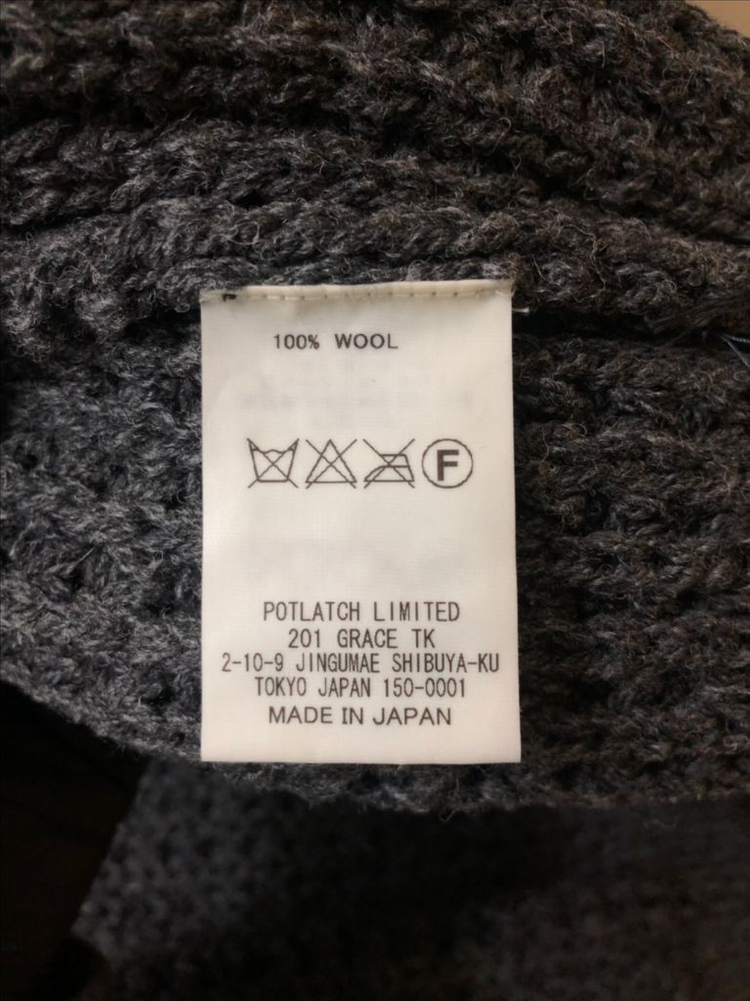 100% WOOL
F
POTLATCH LIMITED
201 GRACE TK
2-10-9 JINGUMAE SHIBUYA-KU
TOKYO JAPAN 150-0001
MADE IN JAPAN